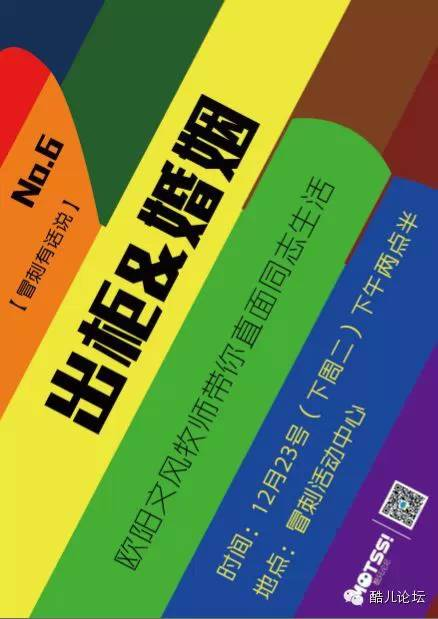 No.6
【冒刺有话说】
出柜&婚姻
欧阳文风牧师带你直面同志生活
时间：12月23号（下周二）下午两点半
地点：冒刺活动中心
MOTSS!
酷儿论坛